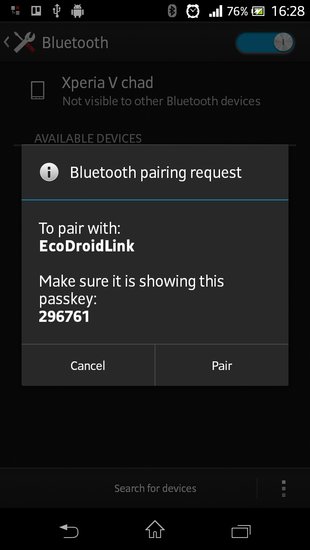 76% 16:28
Bluetooth
Xperia V chad
Not visible to other Bluetooth devices
AVAILABLE DEVICES
Bluetooth pairing request
To pair with:
EcoDroidLink
Make sure it is showing this
passkey:
296761
Cancel Pair
Search for devices